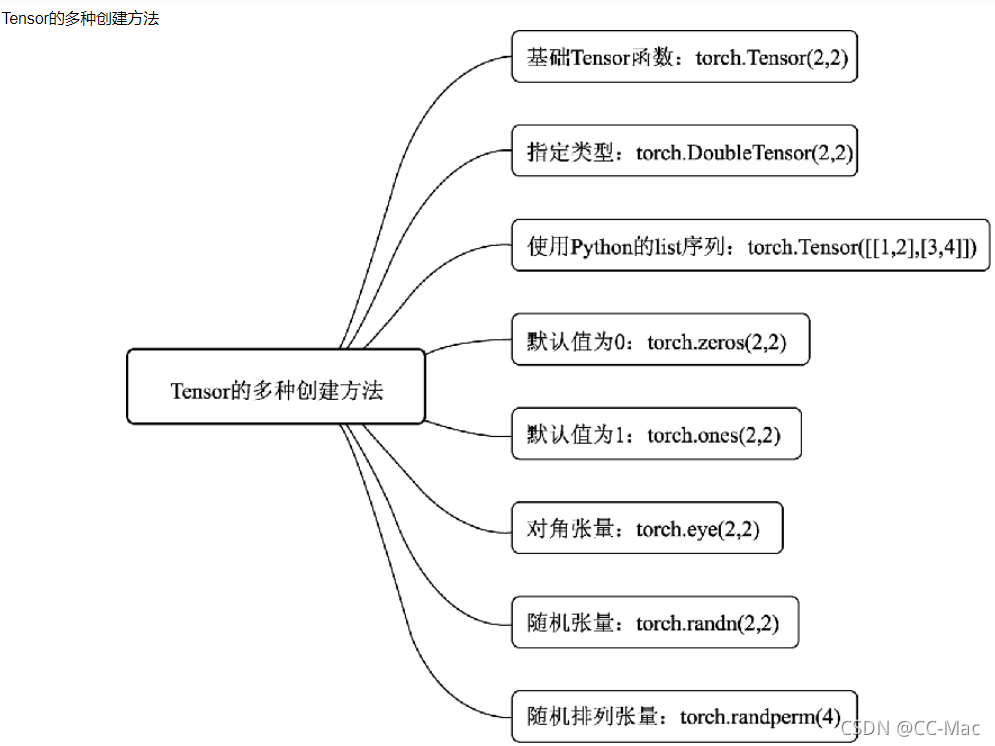 Tensor的多种创建方法
基础Tensor函数：torch.Tensor(2,2)
指定类型：torch.DoubleTensor(2,2)
使用Python的list序列：torch.Tensor([[1,2],[3,4]])
默认值为0：torch.zeros(2,2)
Tensor的多种创建方法
默认值为1：torch.ones(2,2)
对角张量：torch.eye(2,2)
随机张量：torch.randn(2,2)
随机排列张量：torch.randperm(4)
CSDN @CC-Mac